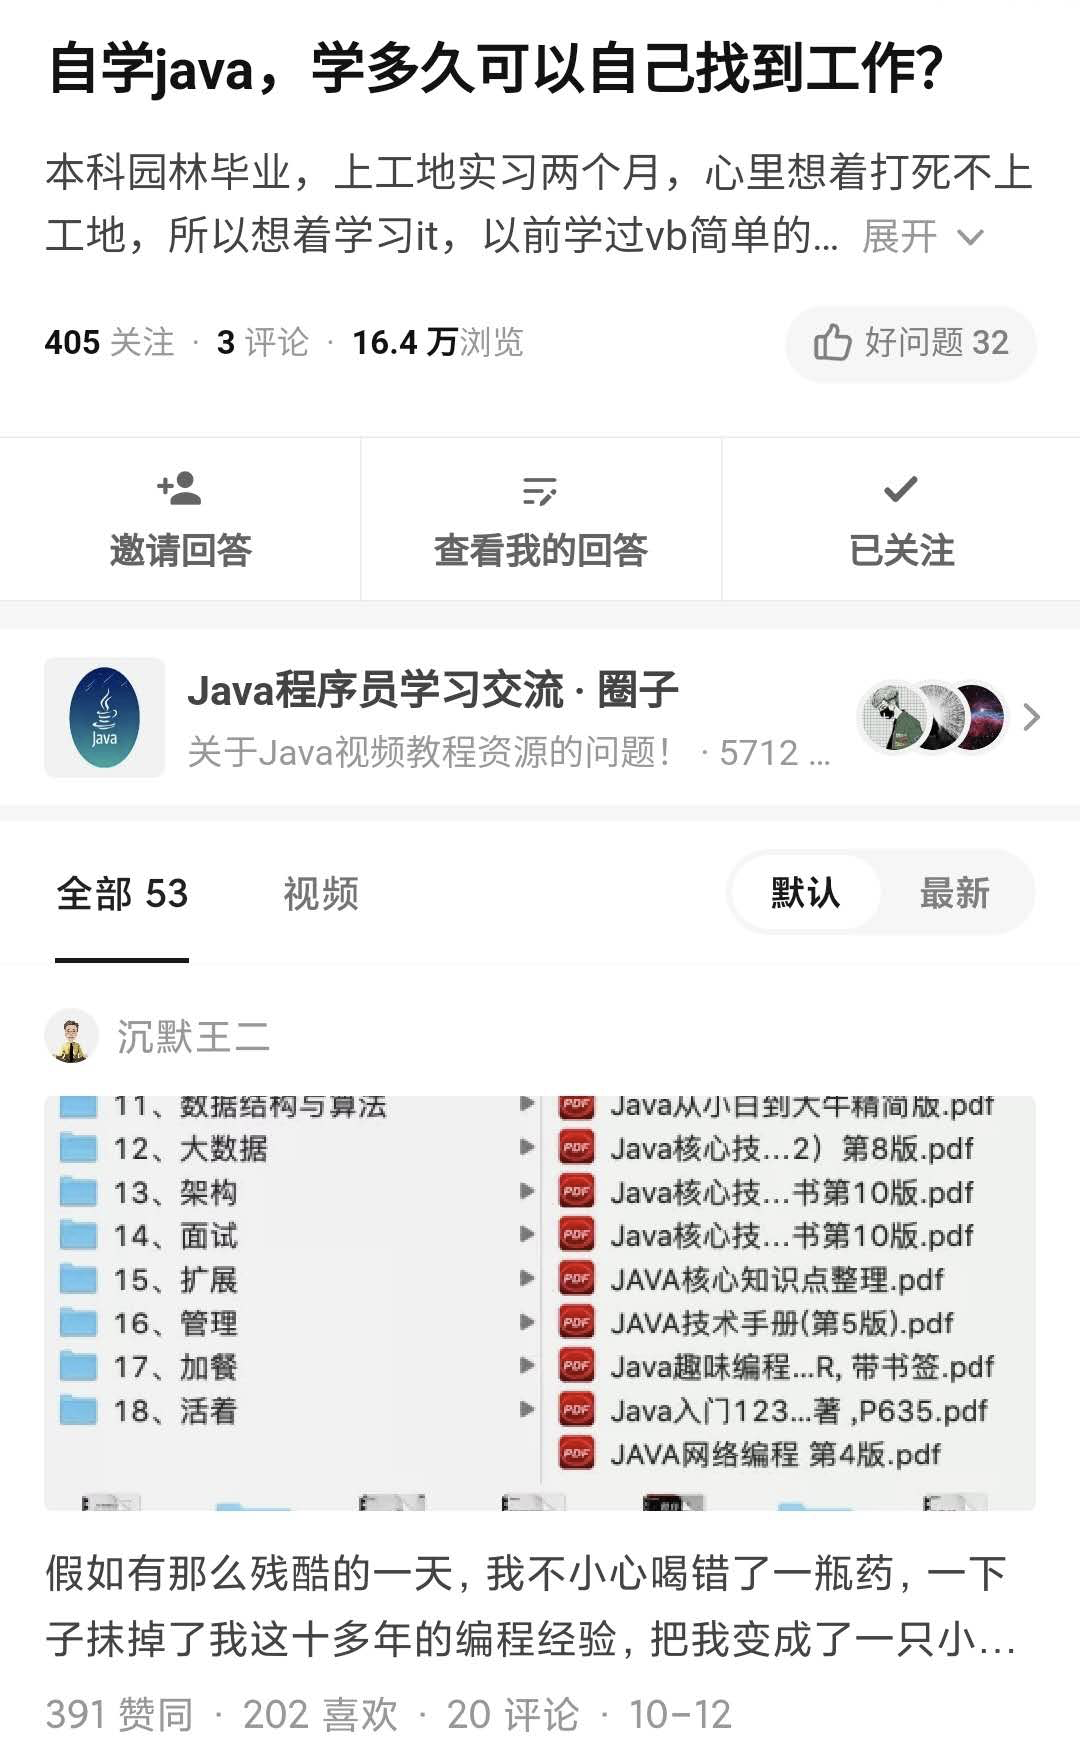 自学java，学多久可以自己找到工作？
本科园林毕业，上工地实习两个月，心里想着打死不上
工地，所以想着学习it，以前学过vb简单的... 展开
405 关注 · 3 评论 · 16.4 万浏览
好问题 32
邀请回答
查看我的回答
已关注
Java
Java程序员学习交流 · 圈子
关于Java视频教程资源的问题！ · 5712 ...
全部 53
视频
默认
最新
沉默王二
11、数据结构与算法
12、大数据
13、架构
14、面试
15、扩展
16、管理
17、加餐
18、活着
Java从小白到大牛精简版.pdf
Java核心技...2）第8版.pdf
Java核心技...书第10版.pdf
Java核心技...书第10版.pdf
JAVA核心知识点整理.pdf
JAVA技术手册(第5版).pdf
Java趣味编程...R, 带书签.pdf
Java入门123...著 ,P635.pdf
JAVA网络编程 第4版.pdf
假如有那么残酷的一天，我不小心喝错了一瓶药，一下
子抹掉了我这十多年的编程经验，把我变成了一只小...
391 赞同 · 202 喜欢 · 20 评论 · 10-12